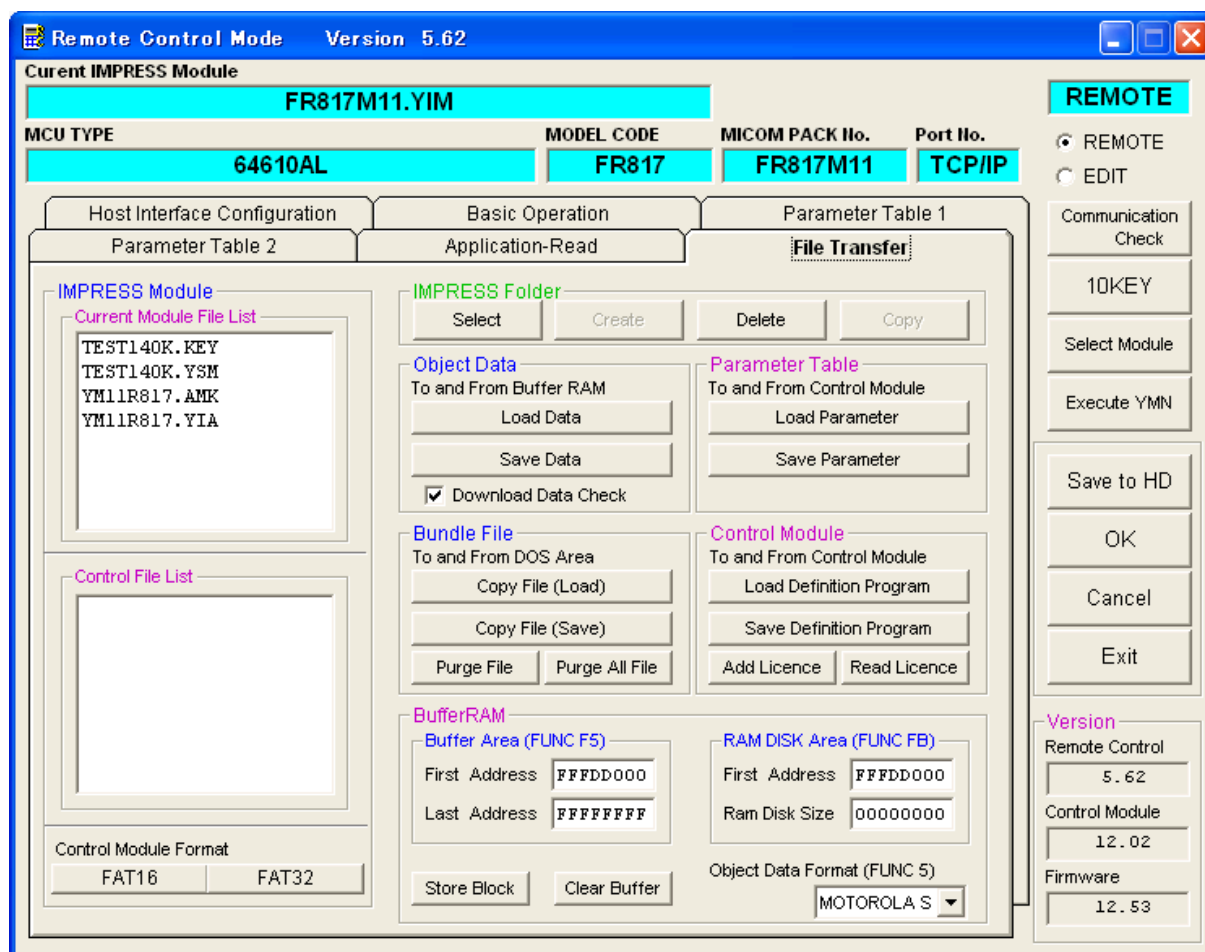 Remote Control Mode Version 5.62
Curent IMPRESS Module
FR817M11.YIM
REMOTE
MCU TYPE MODEL CODE MICOM PACK No. Port No.
64610AL FR817 FR817M11 TCP/IP
REMOTE
EDIT
Host Interface Configuration Basic Operation Parameter Table 1
Parameter Table 2 Application-Read File Transfer
Communication
Check
10KEY
Select Module
Execute YMN
Save to HD
OK
Cancel
Exit
IMPRESS Module
Current Module File List
TEST140K.KEY
TEST140K.YSM
YM11R817.AMK
YM11R817.YIA
Control File List
Control Module Format
FAT16 FAT32
IMPRESS Folder
Select Create Delete Copy
Object Data
To and From Buffer RAM
Load Data
Save Data
Download Data Check
Parameter Table
To and From Control Module
Load Parameter
Save Parameter
Bundle File
To and From DOS Area
Copy File (Load)
Copy File (Save)
Purge File Purge All File
Control Module
To and From Control Module
Load Definition Program
Save Definition Program
Add Licence Read Licence
BufferRAM
Buffer Area (FUNC F5)
First Address FFFDD000
Last Address FFFFFFFF
RAM DISK Area (FUNC FB)
First Address FFFDD000
Ram Disk Size 00000000
Store Block Clear Buffer
Object Data Format (FUNC 5)
MOTOROLA S
Version
Remote Control
5.62
Control Module
12.02
Firmware
12.53